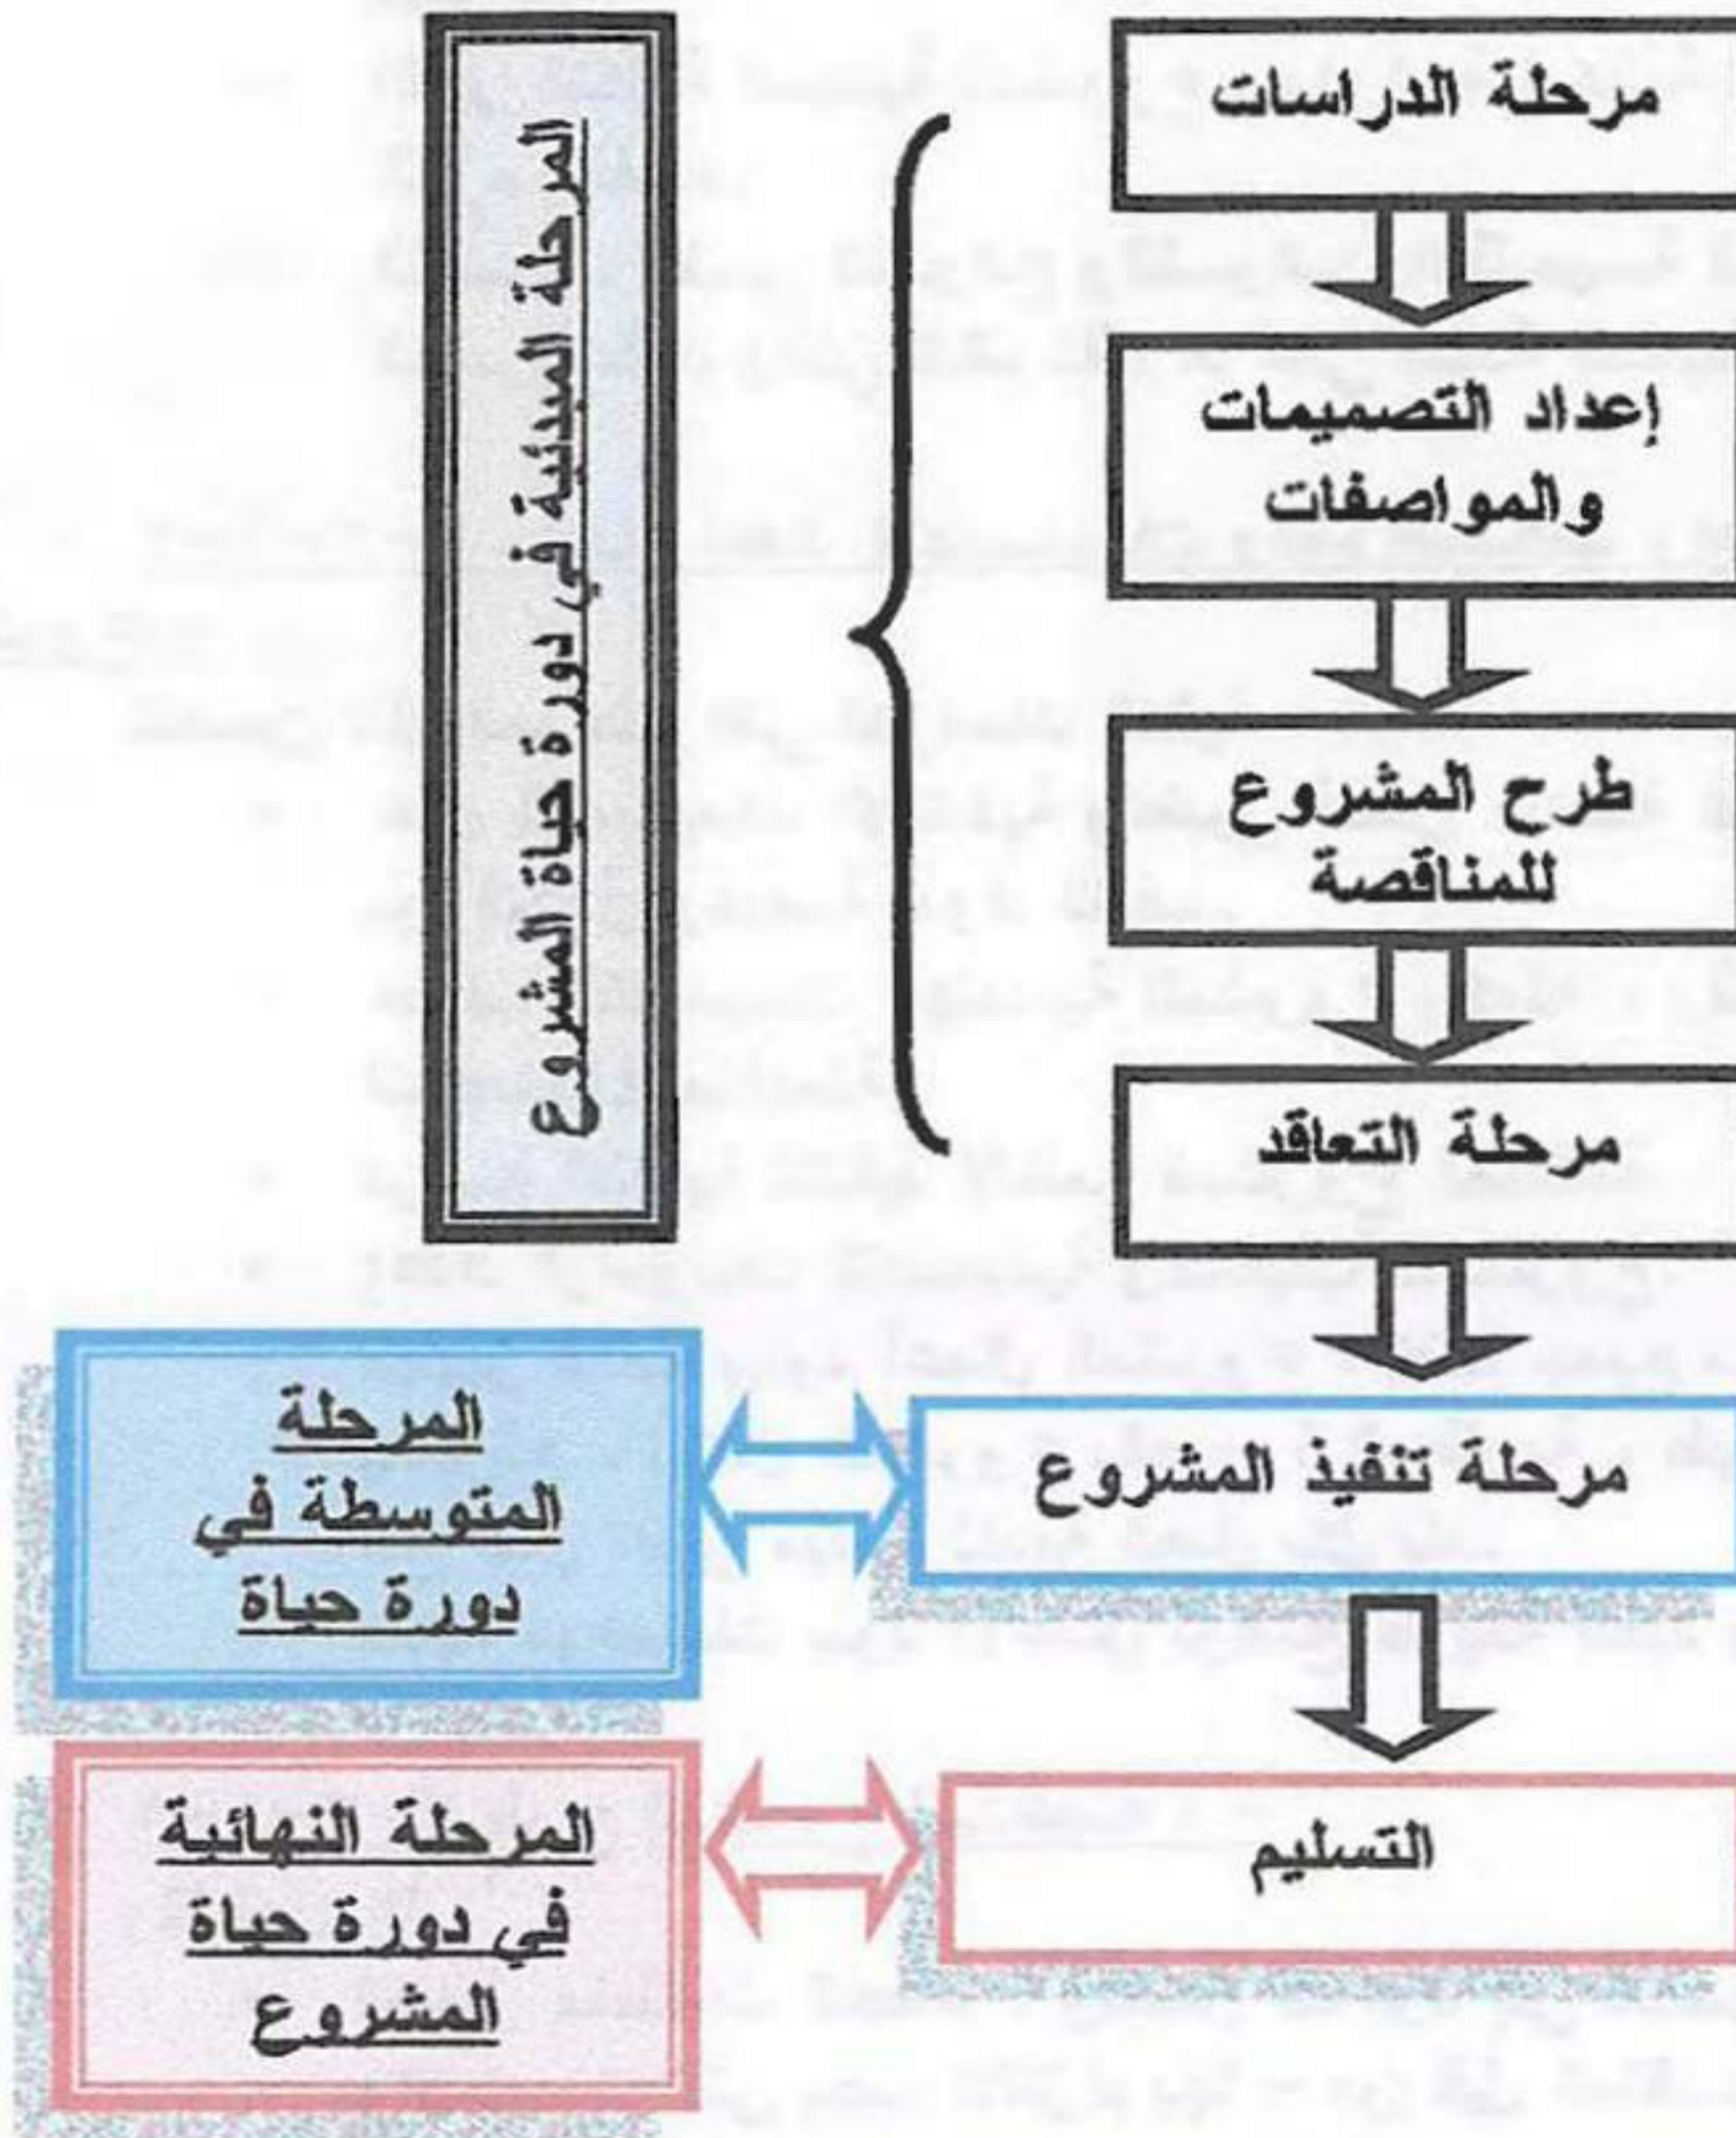 مرحلة الدراسات
إعداد التصميمات
والمواصفات
طرح المشروع
للمناقصة
مرحلة التعاقد
المرحلة المبدئية في دورة حياة المشروع
مرحلة تنفيذ المشروع
المرحلة
المتوسطة في
دورة حياة
التسليم
المرحلة النهائية
في دورة حياة
المشروع